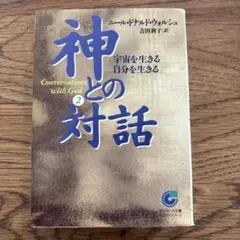 ニール・ドナルド・ウォルシュ
吉田利子 訳
神との対話
Conversations with God
2
宇宙を生きる
自分を生きる